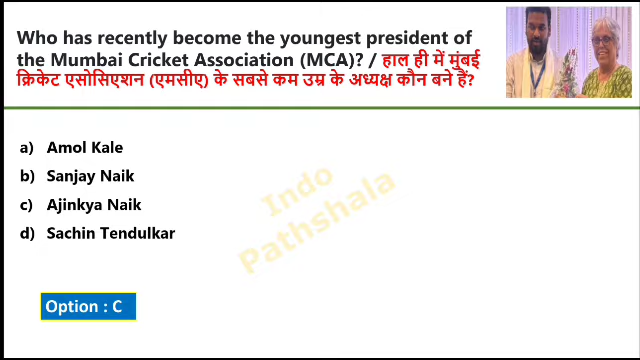 Who has recently become the youngest president of
the Mumbai Cricket Association (MCA)? / हाल ही में मुंबई
क्रिकेट एसोसिएशन (एमसीए) के सबसे कम उम्र के अध्यक्ष कौन बने हैं?
a) Amol Kale
b) Sanjay Naik
c) Ajinkya Naik
d) Sachin Tendulkar
Indo
Pathshala
Option : C